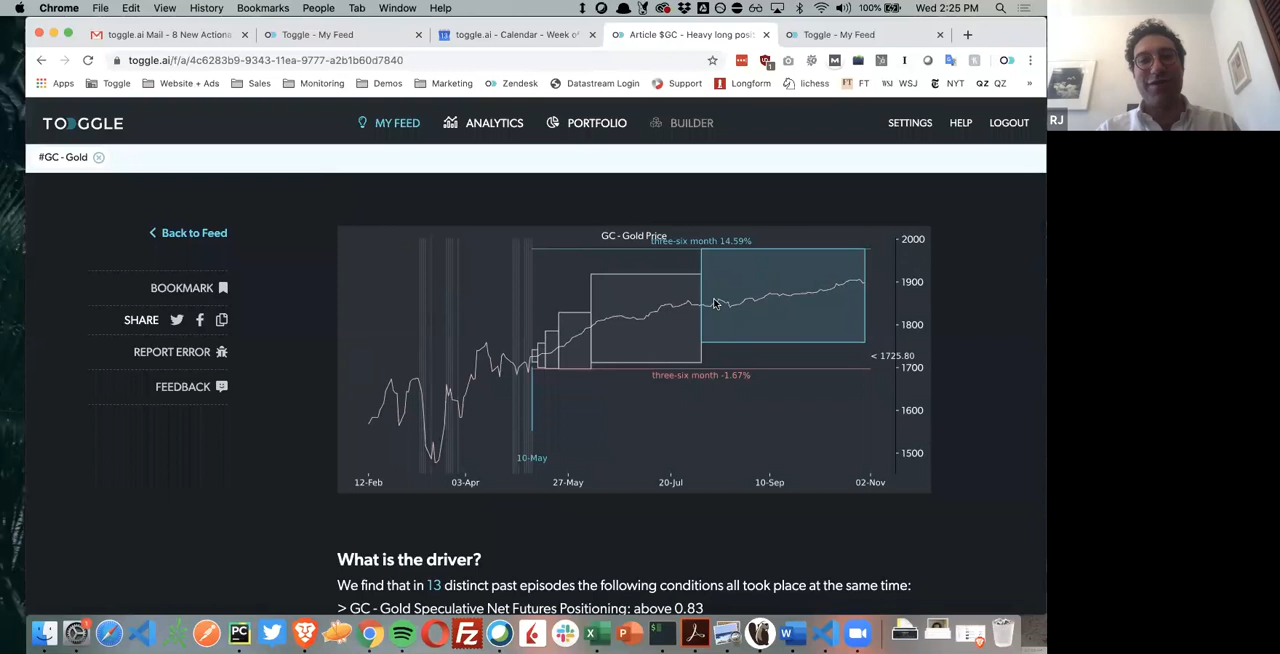 Chrome File Edit View History Bookmarks People Tab Window Help 100% Wed 2:25 PM
toggle.ai Mail - 8 New Actiona Toggle - My Feed toggle.ai - Calendar - Week of Article $GC - Heavy long posit Toggle - My Feed
toggle.ai/f/a/4c6283b9-9343-11ea-9777-a2b1b60d7840
Apps Toggle Website + Ads Sales Monitoring Demos Marketing Zendesk Datastream Login Support Longform lichess FT FT WSJ WSJ NYT QZ QZ »
RJ
TOGGLE MY FEED ANALYTICS PORTFOLIO BUILDER SETTINGS HELP LOGOUT
#GC - Gold
Back to Feed
BOOKMARK
SHARE
REPORT ERROR
FEEDBACK
GC - Gold Price
three-six month 14.59%
2000
1900
1800
< 1725.80
1700
three-six month -1.67%
1600
1500
10-May
12-Feb 03-Apr 27-May 20-Jul 10-Sep 02-Nov
What is the driver?
We find that in 13 distinct past episodes the following conditions all took place at the same time:
> GC - Gold Speculative Net Futures Positioning: above 0.83